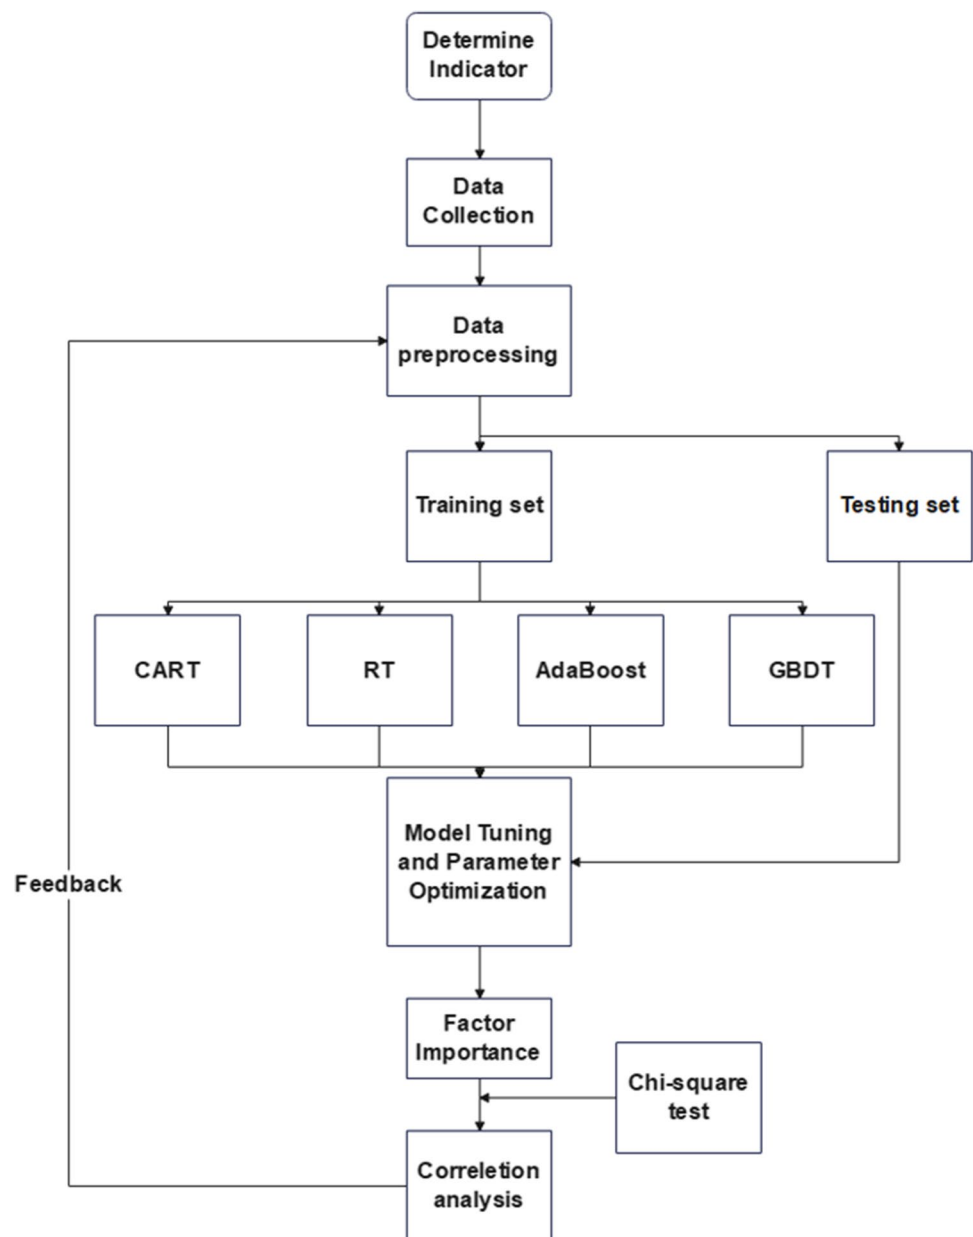 Determine
Indicator
Data
Collection
Data
preprocessing
Training set
Testing set
CART
RT
AdaBoost
GBDT
Model Tuning
and Parameter
Optimization
Feedback
Factor
Importance
Chi-square
test
Correletion
analysis